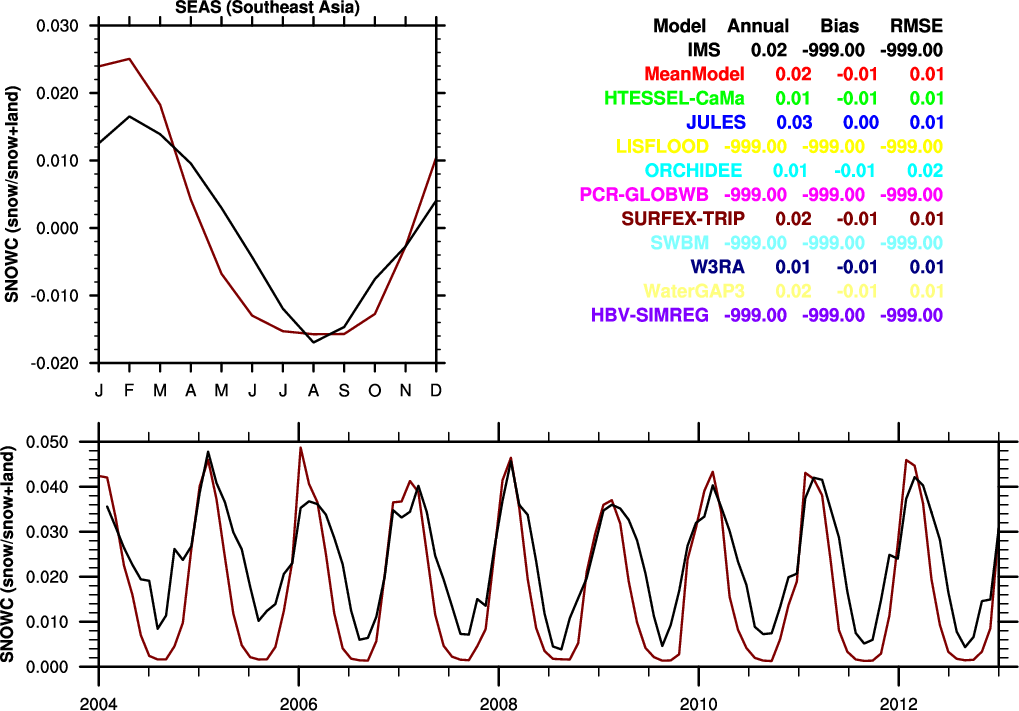 SEAS (Southeast Asia)
SNOWC (snow/snow+land)
0.030
0.020
0.010
0.000
-0.010
-0.020
J F M A M J J A S O N D
Model Annual Bias RMSE
IMS 0.02 -999.00 -999.00
MeanModel 0.02 -0.01 0.01
HTESSEL-CaMa 0.01 -0.01 0.01
JULES 0.03 0.00 0.01
LISFLOOD -999.00 -999.00 -999.00
ORCHIDEE 0.01 -0.01 0.02
PCR-GLOBWB -999.00 -999.00 -999.00
SURFEX-TRIP 0.02 -0.01 0.01
SWBM -999.00 -999.00 -999.00
W3RA 0.01 -0.01 0.01
WaterGAP3 0.02 -0.01 0.01
HBV-SIMREG -999.00 -999.00 -999.00
SNOWC (snow/snow+land)
0.050
0.040
0.030
0.020
0.010
0.000
2004 2006 2008 2010 2012